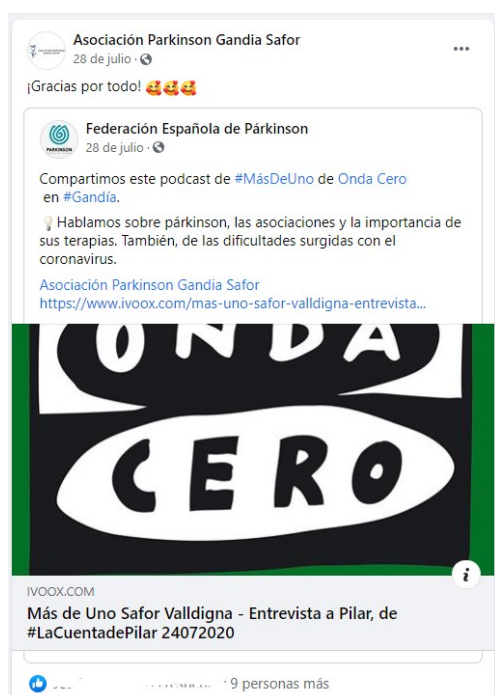 Asociación Parkinson Gandia Safor
28 de julio ·
¡Gracias por todo! 🥰🥰🥰
Federación Española de Párkinson
PARKINSON
28 de julio ·
Compartimos este podcast de #MásDeUno de Onda Cero
en #Gandía.
💡Hablamos sobre párkinson, las asociaciones y la importancia de
sus terapias. También, de las dificultades surgidas con el
coronavirus.
Asociación Parkinson Gandia Safor
https://www.ivoox.com/mas-uno-safor-valldigna-entrevista...
ONDA
CERO
IVOOX.COM
Más de Uno Safor Valldigna - Entrevista a Pilar, de
#LaCuentadePilar 24072020
9 personas más